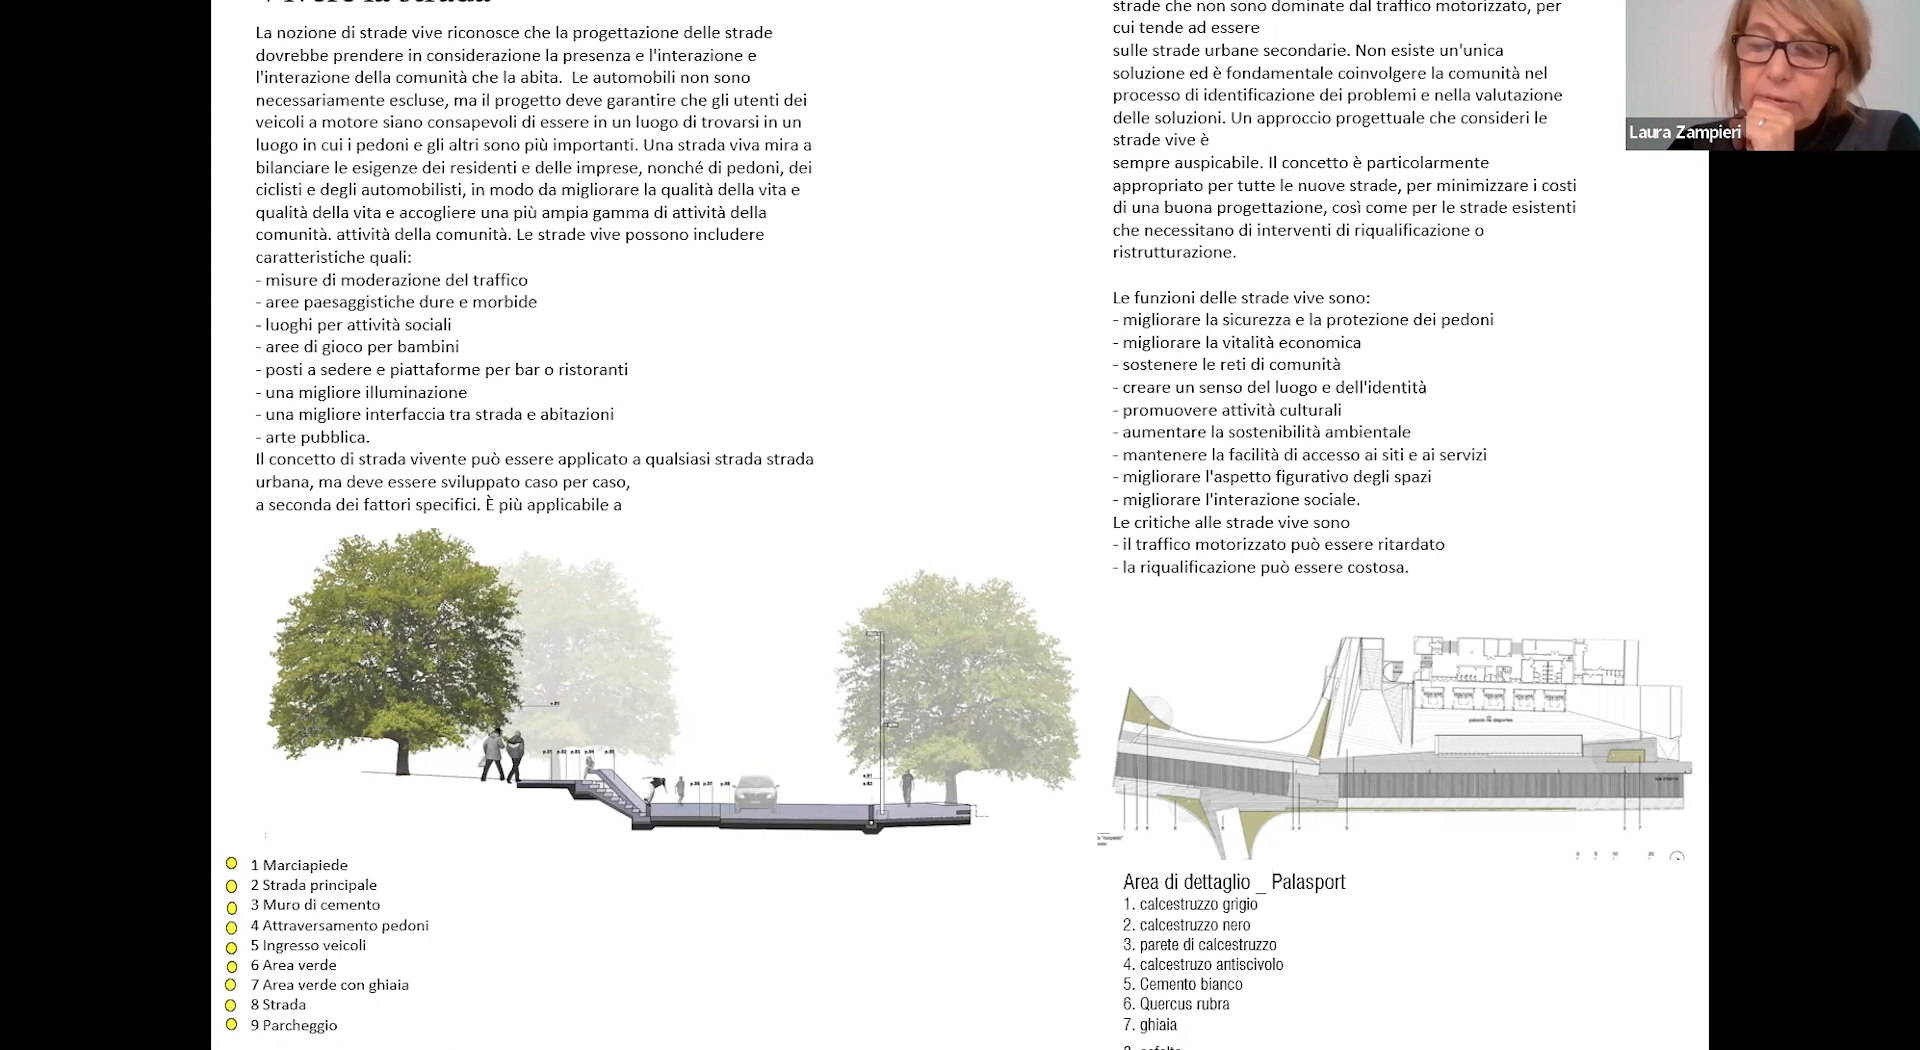 Vivere la strada
La nozione di strade vive riconosce che la progettazione delle strade
dovrebbe prendere in considerazione la presenza e l'interazione e
l'interazione della comunità che la abita.  Le automobili non sono
necessariamente escluse, ma il progetto deve garantire che gli utenti dei
veicoli a motore siano consapevoli di essere in un luogo di trovarsi in un
luogo in cui i pedoni e gli altri sono più importanti. Una strada viva mira a
bilanciare le esigenze dei residenti e delle imprese, nonché di pedoni, dei
ciclisti e degli automobilisti, in modo da migliorare la qualità della vita e
qualità della vita e accogliere una più ampia gamma di attività della
comunità. attività della comunità. Le strade vive possono includere
caratteristiche quali:
- misure di moderazione del traffico
- aree paesaggistiche dure e morbide
- luoghi per attività sociali
- aree di gioco per bambini
- posti a sedere e piattaforme per bar o ristoranti
- una migliore illuminazione
- una migliore interfaccia tra strada e abitazioni
- arte pubblica.
Il concetto di strada vivente può essere applicato a qualsiasi strada strada
urbana, ma deve essere sviluppato caso per caso,
a seconda dei fattori specifici. È più applicabile a
1 Marciapiede
2 Strada principale
3 Muro di cemento
4 Attraversamento pedoni
5 Ingresso veicoli
6 Area verde
7 Area verde con ghiaia
8 Strada
9 Parcheggio
strade che non sono dominate dal traffico motorizzato, per
cui tende ad essere
sulle strade urbane secondarie. Non esiste un'unica
soluzione ed è fondamentale coinvolgere la comunità nel
processo di identificazione dei problemi e nella valutazione
delle soluzioni. Un approccio progettuale che consideri le
strade vive è
sempre auspicabile. Il concetto è particolarmente
appropriato per tutte le nuove strade, per minimizzare i costi
di una buona progettazione, così come per le strade esistenti
che necessitano di interventi di riqualificazione o
ristrutturazione.
Le funzioni delle strade vive sono:
- migliorare la sicurezza e la protezione dei pedoni
- migliorare la vitalità economica
- sostenere le reti di comunità
- creare un senso del luogo e dell'identità
- promuovere attività culturali
- aumentare la sostenibilità ambientale
- mantenere la facilità di accesso ai siti e ai servizi
- migliorare l'aspetto figurativo degli spazi
- migliorare l'interazione sociale.
Le critiche alle strade vive sono
- il traffico motorizzato può essere ritardato
- la riqualificazione può essere costosa.
palacio de deportes
Area di dettaglio _ Palasport
1. calcestruzzo grigio
2. calcestruzzo nero
3. parete di calcestruzzo
4. calcestruzo antiscivolo
5. Cemento bianco
6. Quercus rubra
7. ghiaia
8. asfalto
Laura Zampieri